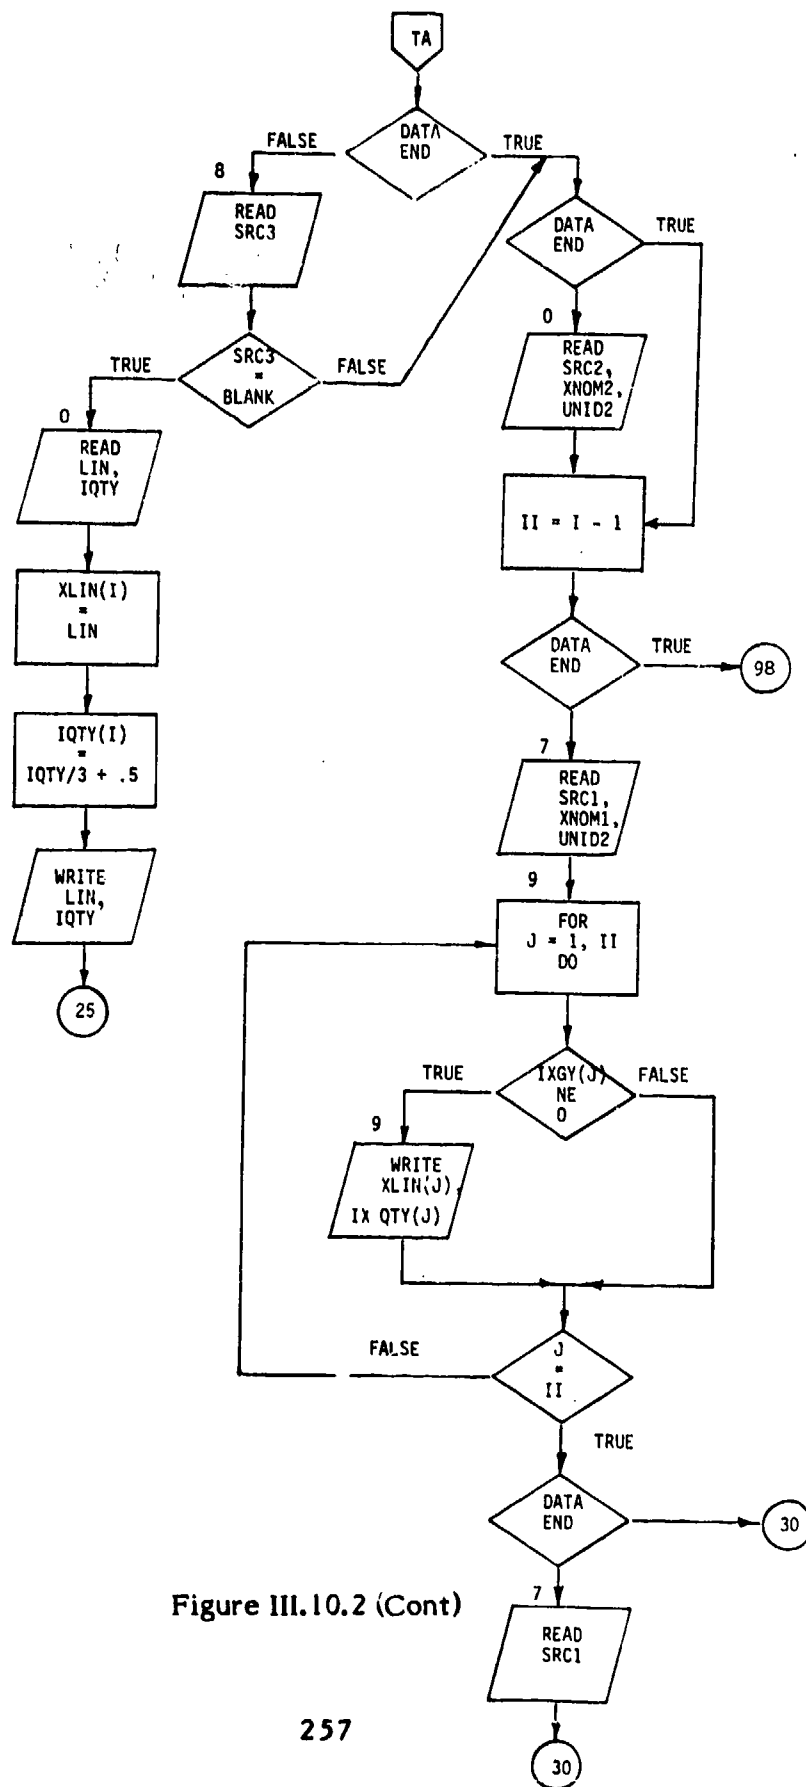 TA
DATA
END
FALSE
TRUE
8
READ
SRC3
DATA
END
TRUE
SRC3
=
BLANK
TRUE
FALSE
0
READ
SRC2,
XNOM2,
UNID2
0
READ
LIN,
IQTY
II = I - 1
XLIN(I)
=
LIN
DATA
END
TRUE
98
IQTY(I)
=
IQTY/3 + .5
7
READ
SRC1,
XNOM1,
UNID2
WRITE
LIN,
IQTY
25
9
FOR
J = 1, II
DO
IXGY(J)
NE
0
TRUE
FALSE
9
WRITE
XLIN(J),
IX QTY(J)
J
=
II
FALSE
TRUE
DATA
END
30
7
READ
SRC1
30
Figure III.10.2 (Cont)
257